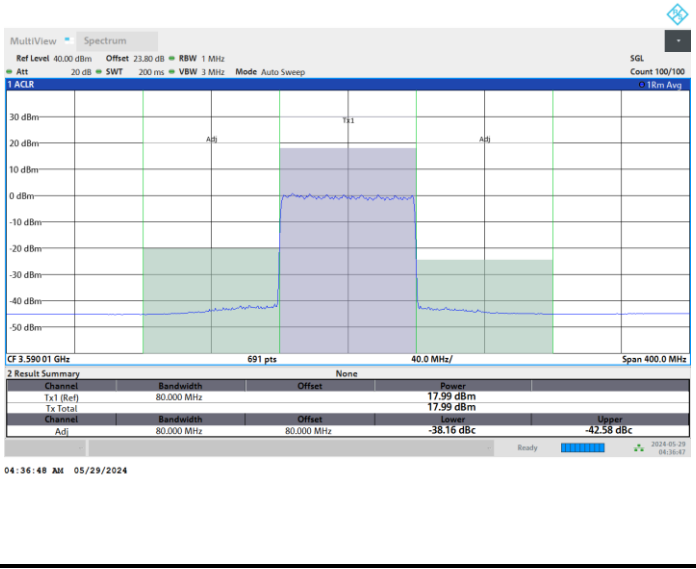 MultiView Spectrum
Ref Level 40.00 dBm Offset 23.80 dB RBW 1 MHz SGL
Att 20 dB SWT 200 ms VBW 3 MHz Mode Auto Sweep Count 100/100
1 ACLR 1Rm Avg
30 dBm
Tx1
20 dBm
Adj Adj
10 dBm
0 dBm
-10 dBm
-20 dBm
-30 dBm
-40 dBm
-50 dBm
CF 3.590 01 GHz 691 pts 40.0 MHz/ Span 400.0 MHz
2 Result Summary None
Channel Bandwidth Offset Power
Tx1 (Ref) 80.000 MHz 17.99 dBm
Tx Total 17.99 dBm
Channel Bandwidth Offset Lower Upper
Adj 80.000 MHz 80.000 MHz -38.16 dBc -42.58 dBc
Ready 2024-05-29
04:36:47
04:36:48 AM 05/29/2024